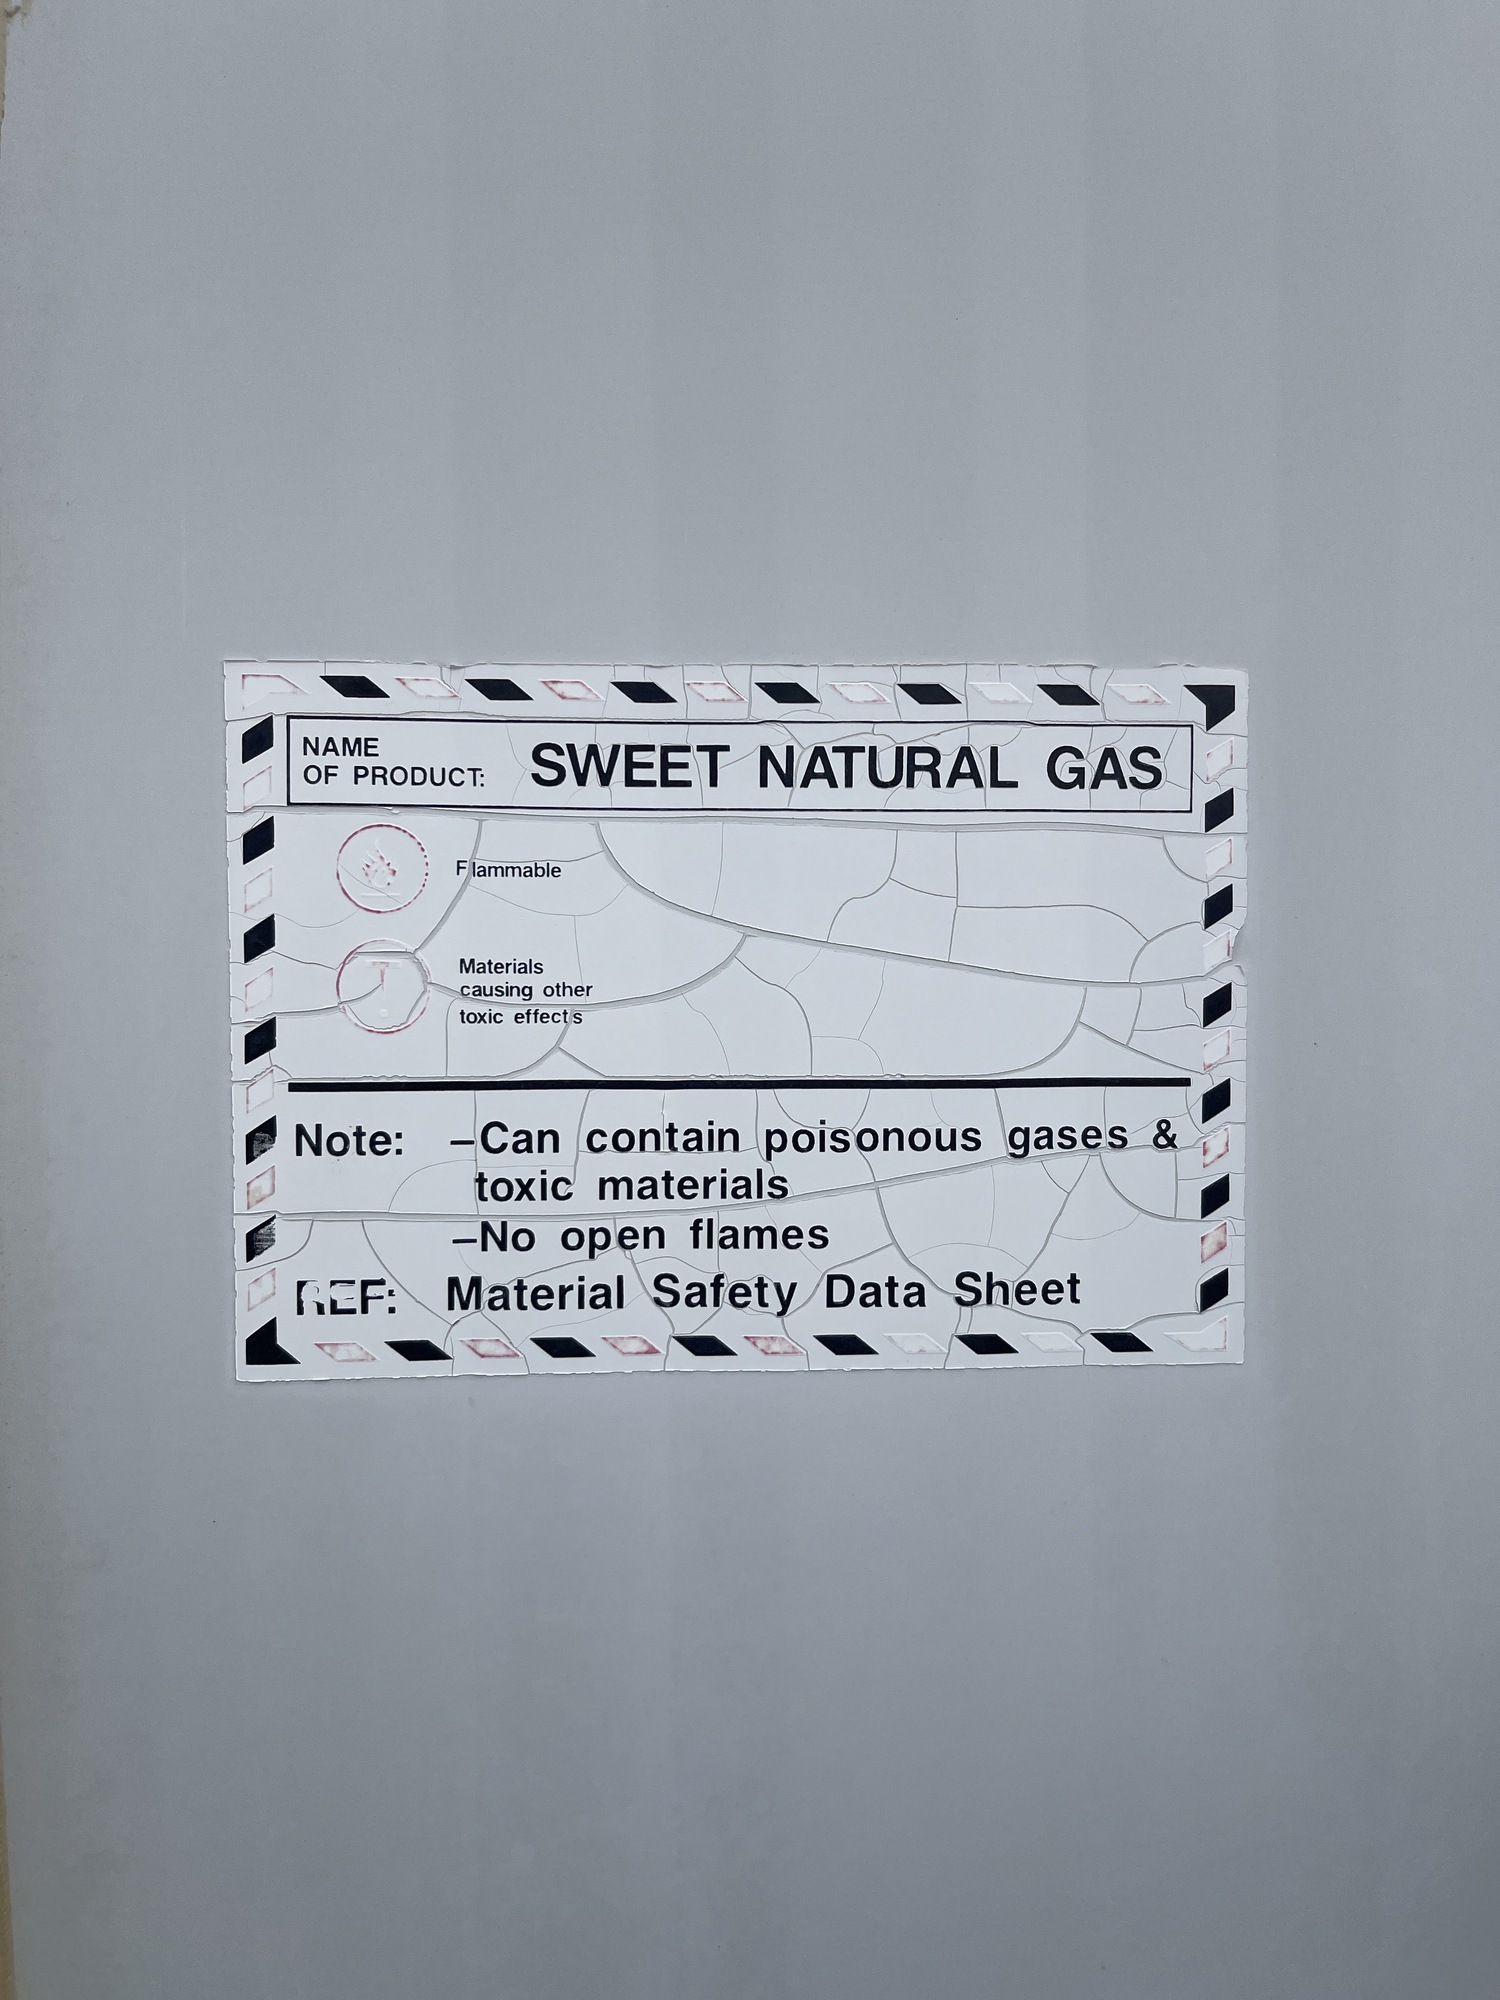 NAME
OF PRODUCT: SWEET NATURAL GAS
Flammable
Materials
causing other
toxic effects
Note: –Can contain poisonous gases &
toxic materials
–No open flames
REF: Material Safety Data Sheet